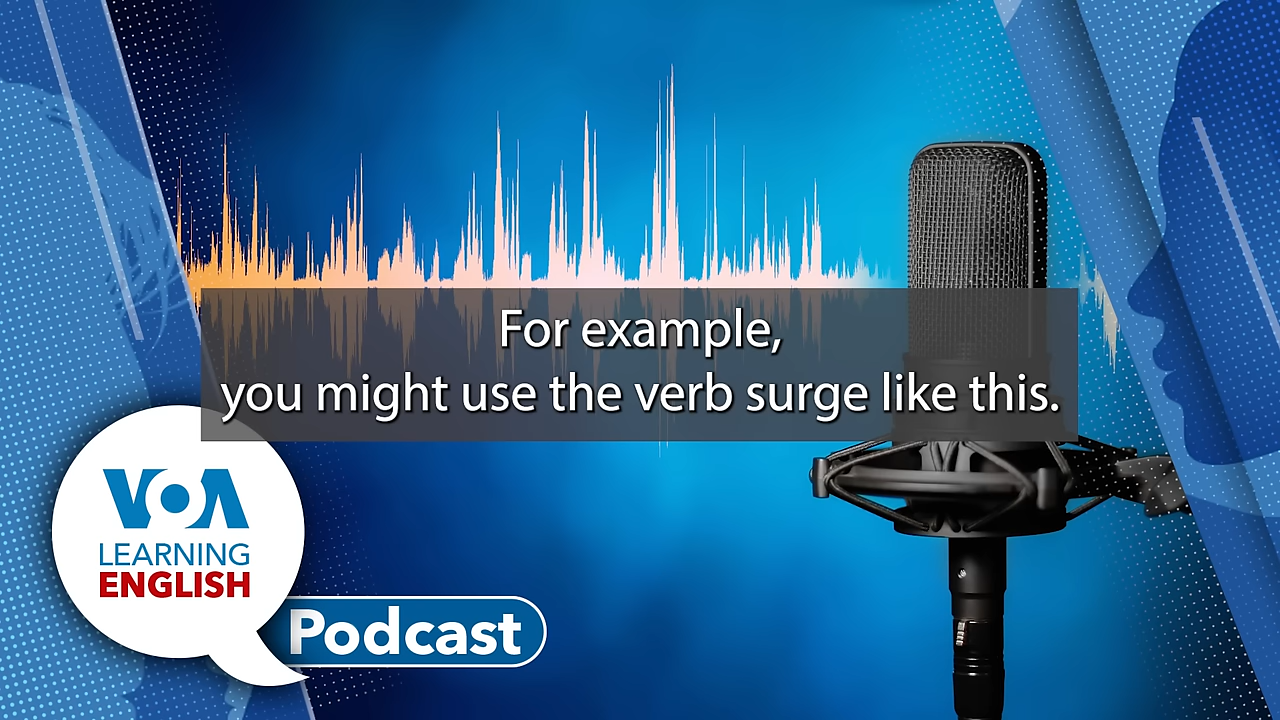 For example,
you might use the verb surge like this.
VOA
LEARNING
ENGLISH
Podcast